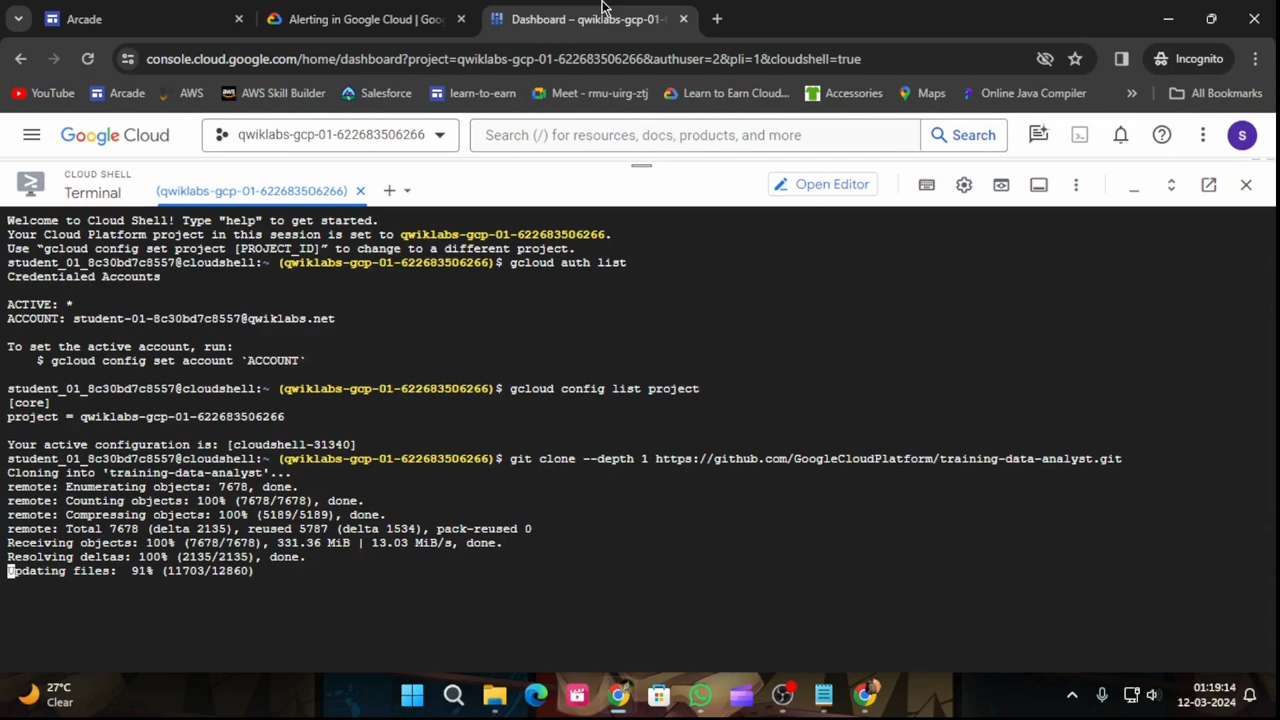 Arcade
Alerting in Google Cloud | Goo
Dashboard – qwiklabs-gcp-01-
console.cloud.google.com/home/dashboard?project=qwiklabs-gcp-01-622683506266&authuser=2&pli=1&cloudshell=true
Incognito
YouTube Arcade AWS AWS Skill Builder Salesforce learn-to-earn Meet - rmu-uirg-ztj Learn to Earn Cloud... Accessories Maps Online Java Compiler » All Bookmarks
Google Cloud qwiklabs-gcp-01-622683506266 Search (/) for resources, docs, products, and more Search S
CLOUD SHELL
Terminal (qwiklabs-gcp-01-622683506266) Open Editor
Welcome to Cloud Shell! Type "help" to get started.
Your Cloud Platform project in this session is set to qwiklabs-gcp-01-622683506266.
Use "gcloud config set project [PROJECT_ID]" to change to a different project.
student_01_8c30bd7c8557@cloudshell:~ (qwiklabs-gcp-01-622683506266)$ gcloud auth list
Credentialed Accounts
ACTIVE: *
ACCOUNT: student-01-8c30bd7c8557@qwiklabs.net
To set the active account, run:
$ gcloud config set account `ACCOUNT`
student_01_8c30bd7c8557@cloudshell:~ (qwiklabs-gcp-01-622683506266)$ gcloud config list project
[core]
project = qwiklabs-gcp-01-622683506266
Your active configuration is: [cloudshell-31340]
student_01_8c30bd7c8557@cloudshell:~ (qwiklabs-gcp-01-622683506266)$ git clone --depth 1 https://github.com/GoogleCloudPlatform/training-data-analyst.git
Cloning into 'training-data-analyst'...
remote: Enumerating objects: 7678, done.
remote: Counting objects: 100% (7678/7678), done.
remote: Compressing objects: 100% (5189/5189), done.
remote: Total 7678 (delta 2135), reused 5787 (delta 1534), pack-reused 0
Receiving objects: 100% (7678/7678), 331.36 MiB | 13.03 MiB/s, done.
Resolving deltas: 100% (2135/2135), done.
Updating files: 91% (11703/12860)
27°C
Clear
01:19:14
12-03-2024